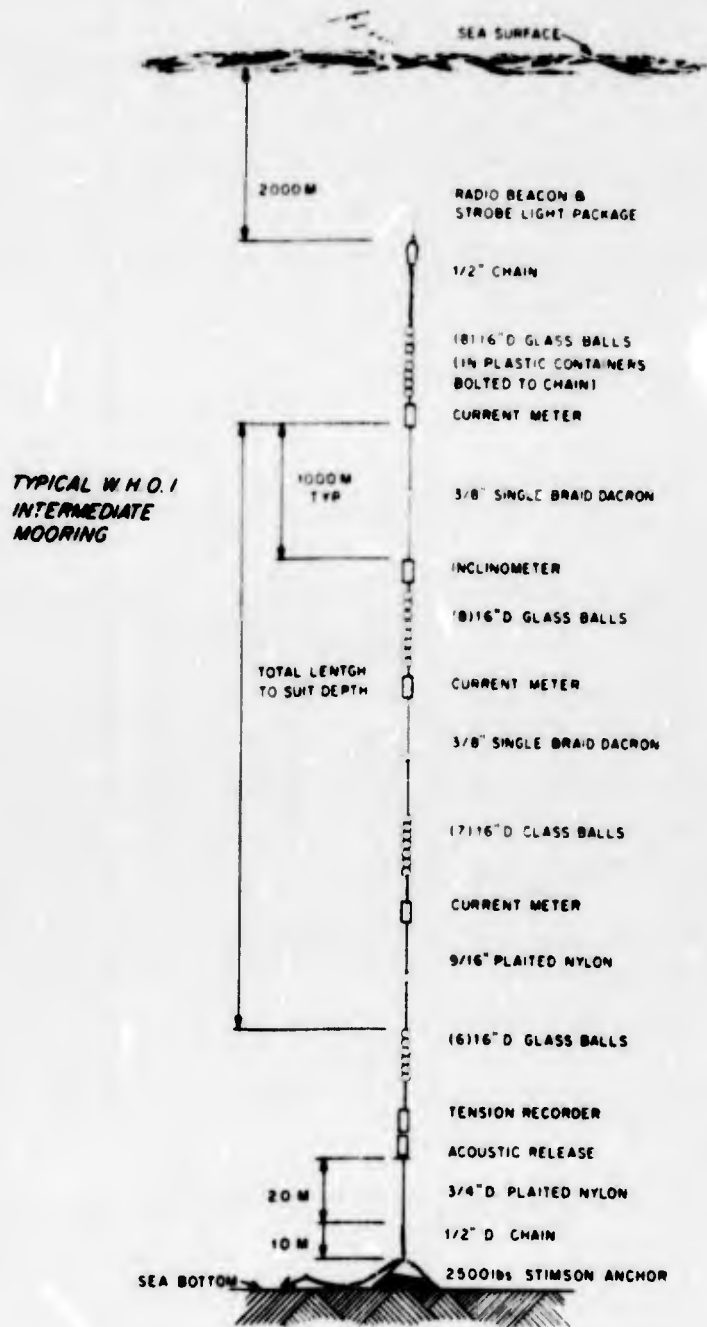 SEA SURFACE
2000 M
RADIO BEACON &
STROBE LIGHT PACKAGE
1/2" CHAIN
(8) 16" D GLASS BALLS
(IN PLASTIC CONTAINERS
BOLTED TO CHAIN)
CURRENT METER
TYPICAL W.H.O.I
INTERMEDIATE
MOORING
1000 M
TYP
3/8" SINGLE BRAID DACRON
INCLINOMETER
(8) 16" D GLASS BALLS
TOTAL LENTGH
TO SUIT DEPTH
CURRENT METER
3/8" SINGLE BRAID DACRON
(7) 16" D GLASS BALLS
CURRENT METER
9/16" PLAITED NYLON
(6) 16" D GLASS BALLS
TENSION RECORDER
ACOUSTIC RELEASE
20 M
3/4" D PLAITED NYLON
10 M
1/2" D CHAIN
SEA BOTTOM
2500 lbs STIMSON ANCHOR